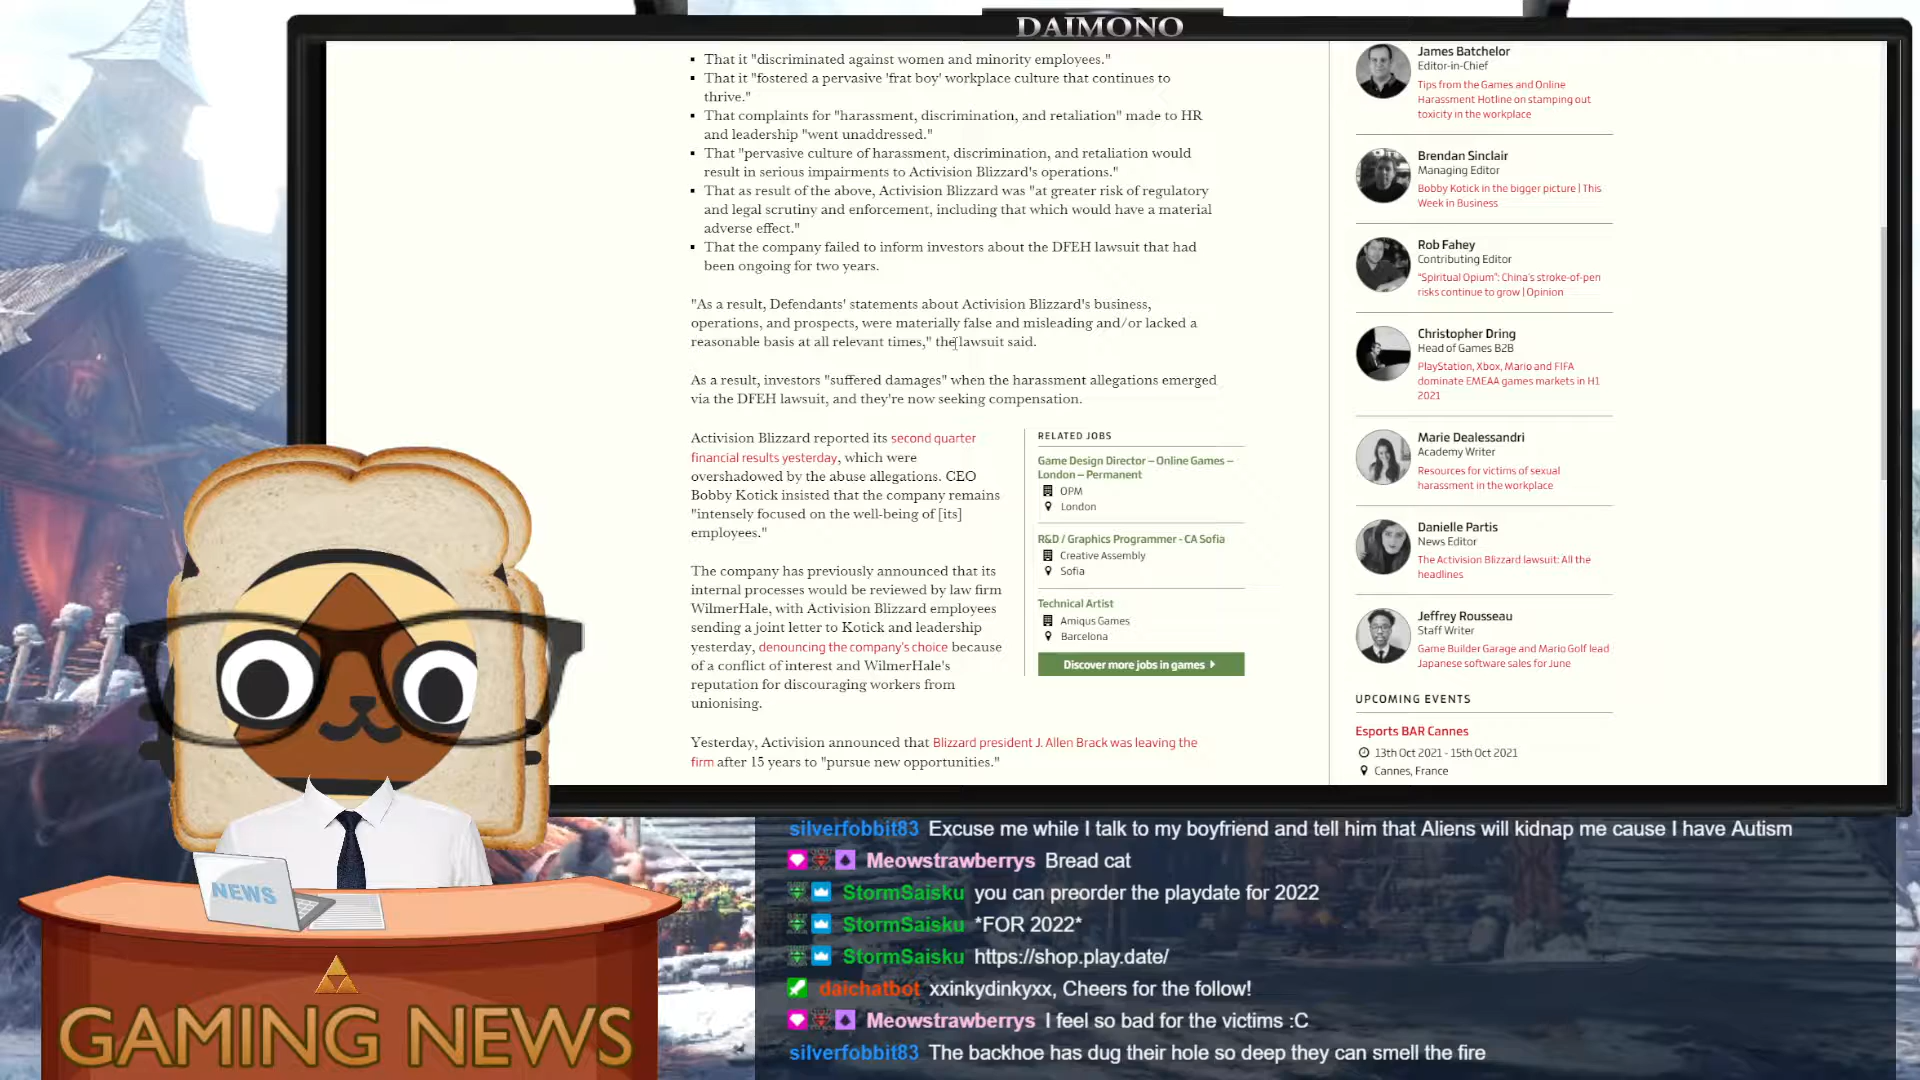 DAIMONO
That it "discriminated against women and minority employees."
That it "fostered a pervasive 'frat boy' workplace culture that continues to
thrive."
That complaints for "harassment, discrimination, and retaliation" made to HR
and leadership "went unaddressed."
That "pervasive culture of harassment, discrimination, and retaliation would
result in serious impairments to Activision Blizzard's operations."
That as result of the above, Activision Blizzard was "at greater risk of regulatory
and legal scrutiny and enforcement, including that which would have a material
adverse effect."
That the company failed to inform investors about the DFEH lawsuit that had
been ongoing for two years.
"As a result, Defendants' statements about Activision Blizzard's business,
operations, and prospects, were materially false and misleading and/or lacked a
reasonable basis at all relevant times," the lawsuit said.
As a result, investors "suffered damages" when the harassment allegations emerged
via the DFEH lawsuit, and they're now seeking compensation.
Activision Blizzard reported its second quarter
financial results yesterday, which were
overshadowed by the abuse allegations. CEO
Bobby Kotick insisted that the company remains
"intensely focused on the well-being of [its]
employees."
The company has previously announced that its
internal processes would be reviewed by law firm
WilmerHale, with Activision Blizzard employees
sending a joint letter to Kotick and leadership
yesterday, denouncing the company's choice because
of a conflict of interest and WilmerHale's
reputation for discouraging workers from
unionising.
Yesterday, Activision announced that Blizzard president J. Allen Brack was leaving the
firm after 15 years to "pursue new opportunities."
RELATED JOBS
Game Design Director – Online Games –
London – Permanent
OPM
London
R&D / Graphics Programmer - CA Sofia
Creative Assembly
Sofia
Technical Artist
Amiqus Games
Barcelona
Discover more jobs in games
James Batchelor
Editor-in-Chief
Tips from the Games and Online
Harassment Hotline on stamping out
toxicity in the workplace
Brendan Sinclair
Managing Editor
Bobby Kotick in the bigger picture | This
Week in Business
Rob Fahey
Contributing Editor
"Spiritual Opium": China's stroke-of-pen
risks continue to grow | Opinion
Christopher Dring
Head of Games B2B
PlayStation, Xbox, Mario and FIFA
dominate EMEAA games markets in H1
2021
Marie Dealessandri
Academy Writer
Resources for victims of sexual
harassment in the workplace
Danielle Partis
News Editor
The Activision Blizzard lawsuit: All the
headlines
Jeffrey Rousseau
Staff Writer
Game Builder Garage and Mario Golf lead
Japanese software sales for June
UPCOMING EVENTS
Esports BAR Cannes
13th Oct 2021 - 15th Oct 2021
Cannes, France
NEWS
GAMING NEWS
silverfobbit83 Excuse me while I talk to my boyfriend and tell him that Aliens will kidnap me cause I have Autism
Meowstrawberrys Bread cat
StormSaisku you can preorder the playdate for 2022
StormSaisku *FOR 2022*
StormSaisku https://shop.play.date/
daichatbot xxinkydinkyxx, Cheers for the follow!
Meowstrawberrys I feel so bad for the victims :C
silverfobbit83 The backhoe has dug their hole so deep they can smell the fire